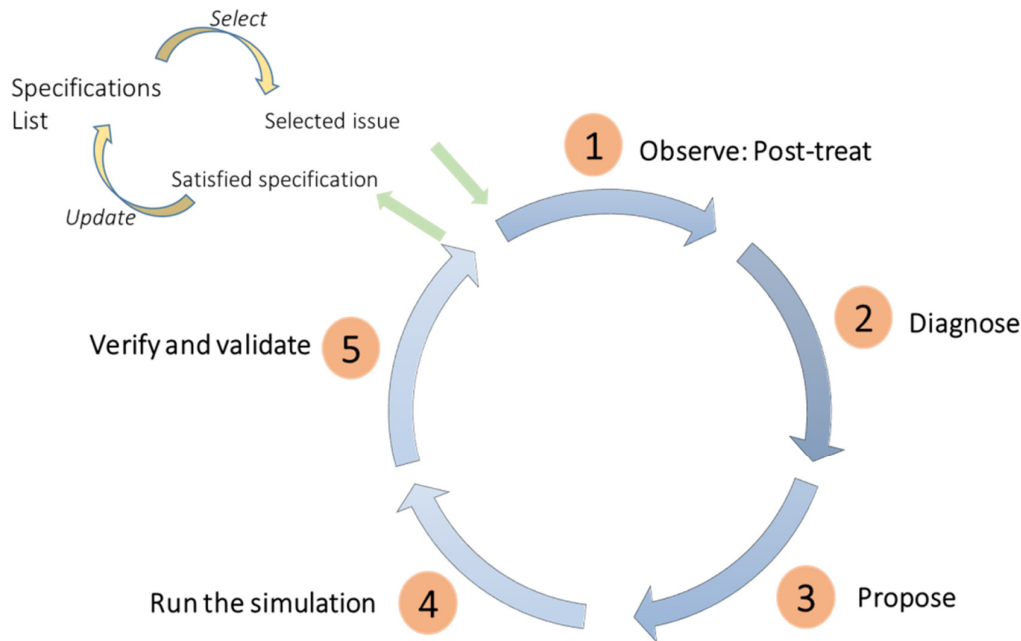 Select
Specifications
List
Selected issue
Satisfied specification
Update
1
Observe: Post-treat
2
Diagnose
3
Propose
4
Run the simulation
5
Verify and validate